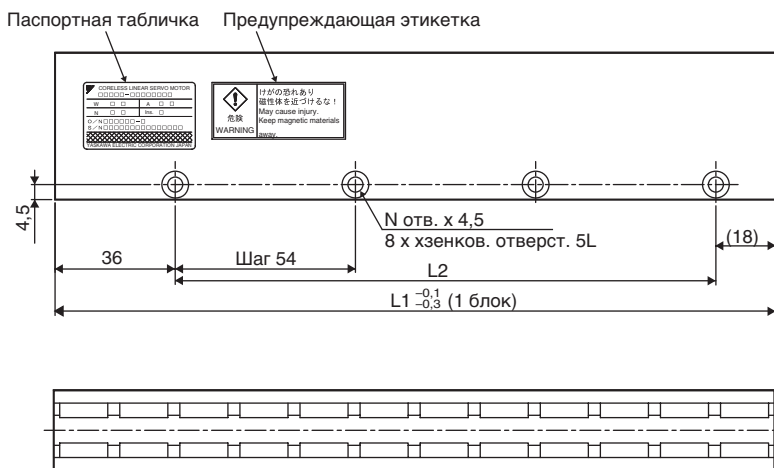 Паспортная табличка
Предупреждающая этикетка
CORELESS LINEAR SERVO MOTOR
□□□□□-□□□□□□□□
W □ □ A □ □
N □ □ Ins. □
O/N□□□□□□-□
S/N□□□□□□□□□□□□□□□
YASKAWA ELECTRIC CORPORATION JAPAN
危険
WARNING
けがの恐れあり
磁性体を近づけるな!
May cause injury.
Keep magnetic materials
away.
4,5
N отв. x 4,5
8 x хзенков. отверст. 5L
36
Шаг 54
L2
(18)
L1 −0,1 −0,3 (1 блок)